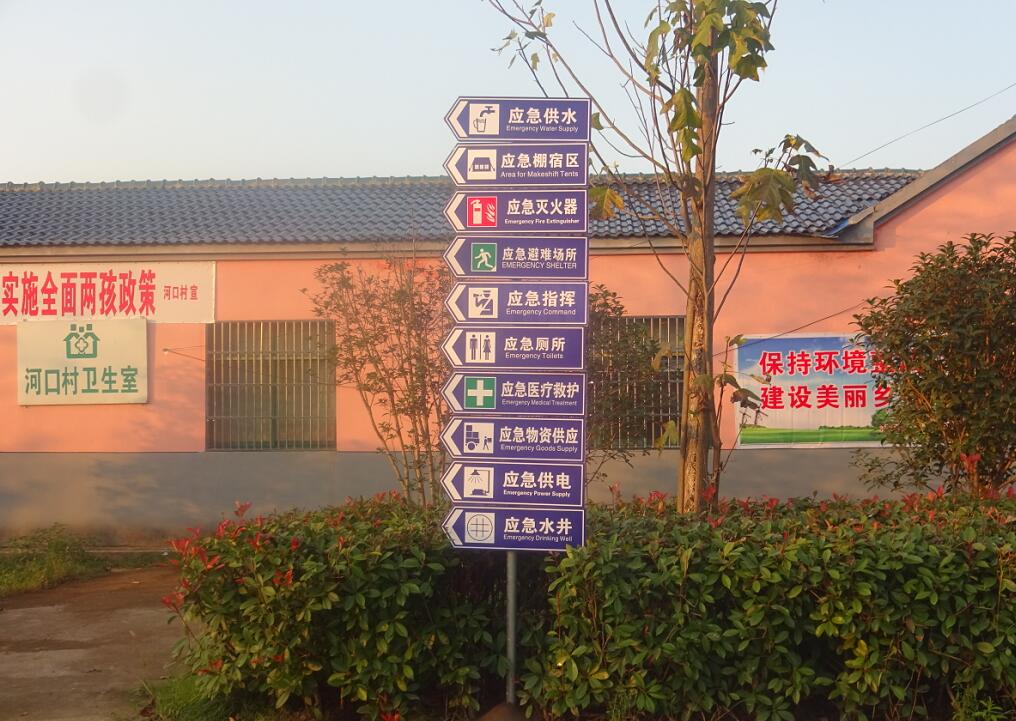 应急供水
Emergency Water Supply
应急棚宿区
Area for Makeshift Tents
应急灭火器
Emergency Fire Extinguisher
应急避难场所
EMERGENCY SHELTER
应急指挥
Emergency Command
应急厕所
Emergency Toilets
应急医疗救护
Emergency Medical Treatment
应急物资供应
Emergency Goods Supply
应急供电
Emergency Power Supply
应急水井
Emergency Drinking Well
实施全面两孩政策 河口村宣
河口村卫生室
保持环境
建设美丽乡